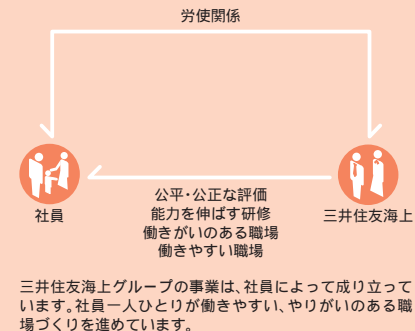 労使関係
社員
公平・公正な評価
能力を伸ばす研修
働きがいのある職場
働きやすい職場
三井住友海上
三井住友海上グループの事業は、社員によって成り立って
います。社員一人ひとりが働きやすい、やりがいのある職
場づくりを進めています。